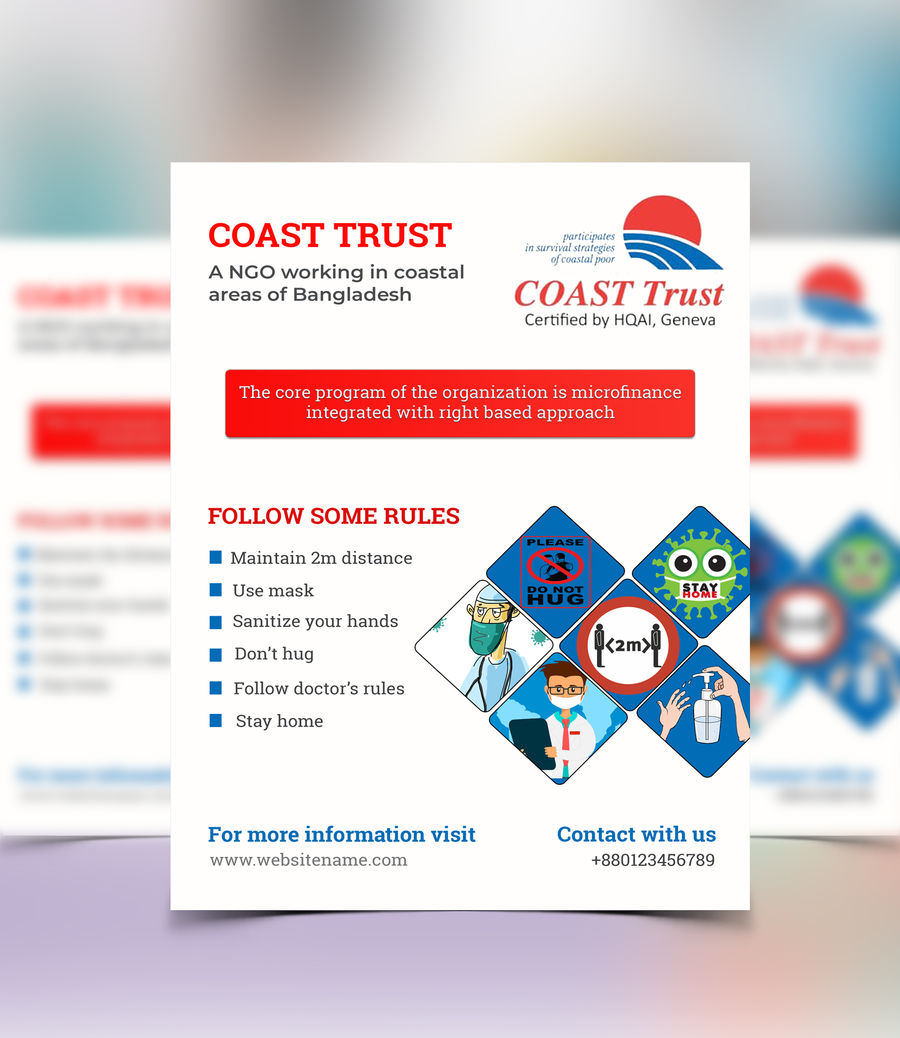 COAST TRUST
A NGO working in coastal
areas of Bangladesh
participates
in survival strategies
of coastal poor
COAST Trust
Certified by HQAI, Geneva
The core program of the organization is microfinance
integrated with right based approach
FOLLOW SOME RULES
Maintain 2m distance
Use mask
Sanitize your hands
Don't hug
Follow doctor's rules
Stay home
PLEASE
DO NOT
HUG
STAY
HOME
<2m>
For more information visit
www.websitename.com
Contact with us
+880123456789